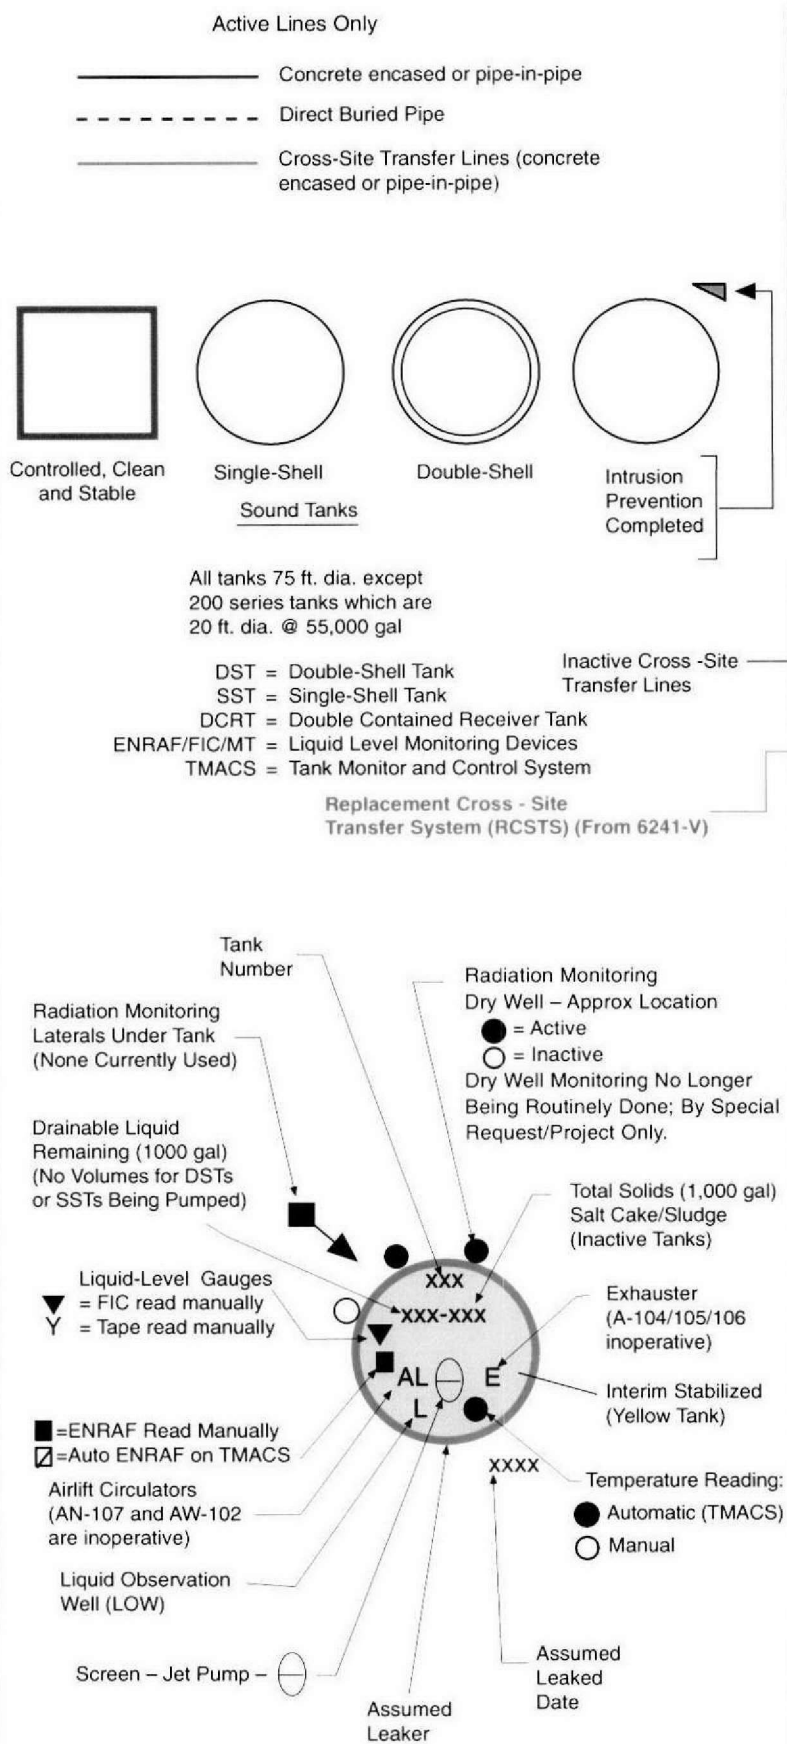 Active Lines Only
Concrete encased or pipe-in-pipe
Direct Buried Pipe
Cross-Site Transfer Lines (concrete
encased or pipe-in-pipe)
Controlled, Clean
and Stable
Single-Shell
Double-Shell
Sound Tanks
Intrusion
Prevention
Completed
All tanks 75 ft. dia. except
200 series tanks which are
20 ft. dia. @ 55,000 gal
DST = Double-Shell Tank
SST = Single-Shell Tank
DCRT = Double Contained Receiver Tank
ENRAF/FIC/MT = Liquid Level Monitoring Devices
TMACS = Tank Monitor and Control System
Inactive Cross -Site
Transfer Lines
Replacement Cross - Site
Transfer System (RCSTS) (From 6241-V)
Tank
Number
Radiation Monitoring
Dry Well – Approx Location
= Active
= Inactive
Dry Well Monitoring No Longer
Being Routinely Done; By Special
Request/Project Only.
Radiation Monitoring
Laterals Under Tank
(None Currently Used)
Drainable Liquid
Remaining (1000 gal)
(No Volumes for DSTs
or SSTs Being Pumped)
Total Solids (1,000 gal)
Salt Cake/Sludge
(Inactive Tanks)
Liquid-Level Gauges
= FIC read manually
Y = Tape read manually
xxx
xxx-xxx
AL
E
L
xxxx
Exhauster
(A-104/105/106
inoperative)
Interim Stabilized
(Yellow Tank)
=ENRAF Read Manually
=Auto ENRAF on TMACS
Airlift Circulators
(AN-107 and AW-102
are inoperative)
Temperature Reading:
Automatic (TMACS)
Manual
Liquid Observation
Well (LOW)
Screen – Jet Pump –
Assumed
Leaker
Assumed
Leaked
Date